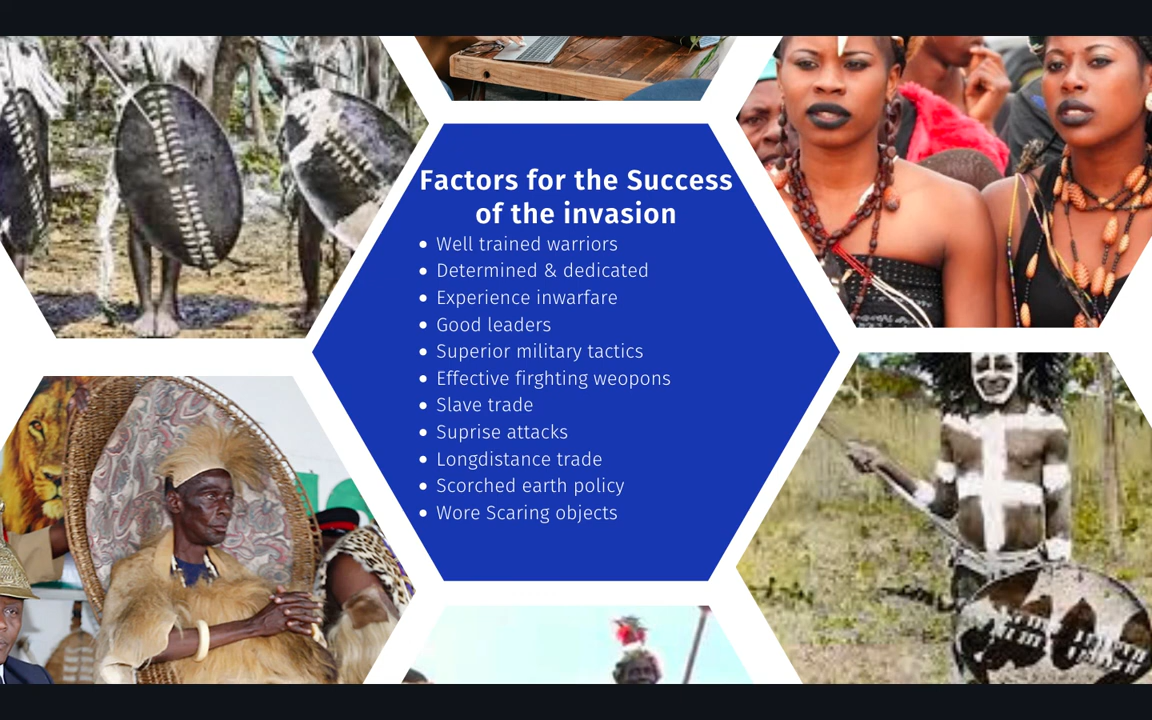 Factors for the Success
of the invasion
• Well trained warriors
• Determined & dedicated
• Experience inwarfare
• Good leaders
• Superior military tactics
• Effective firghting weopons
• Slave trade
• Suprise attacks
• Longdistance trade
• Scorched earth policy
• Wore Scaring objects